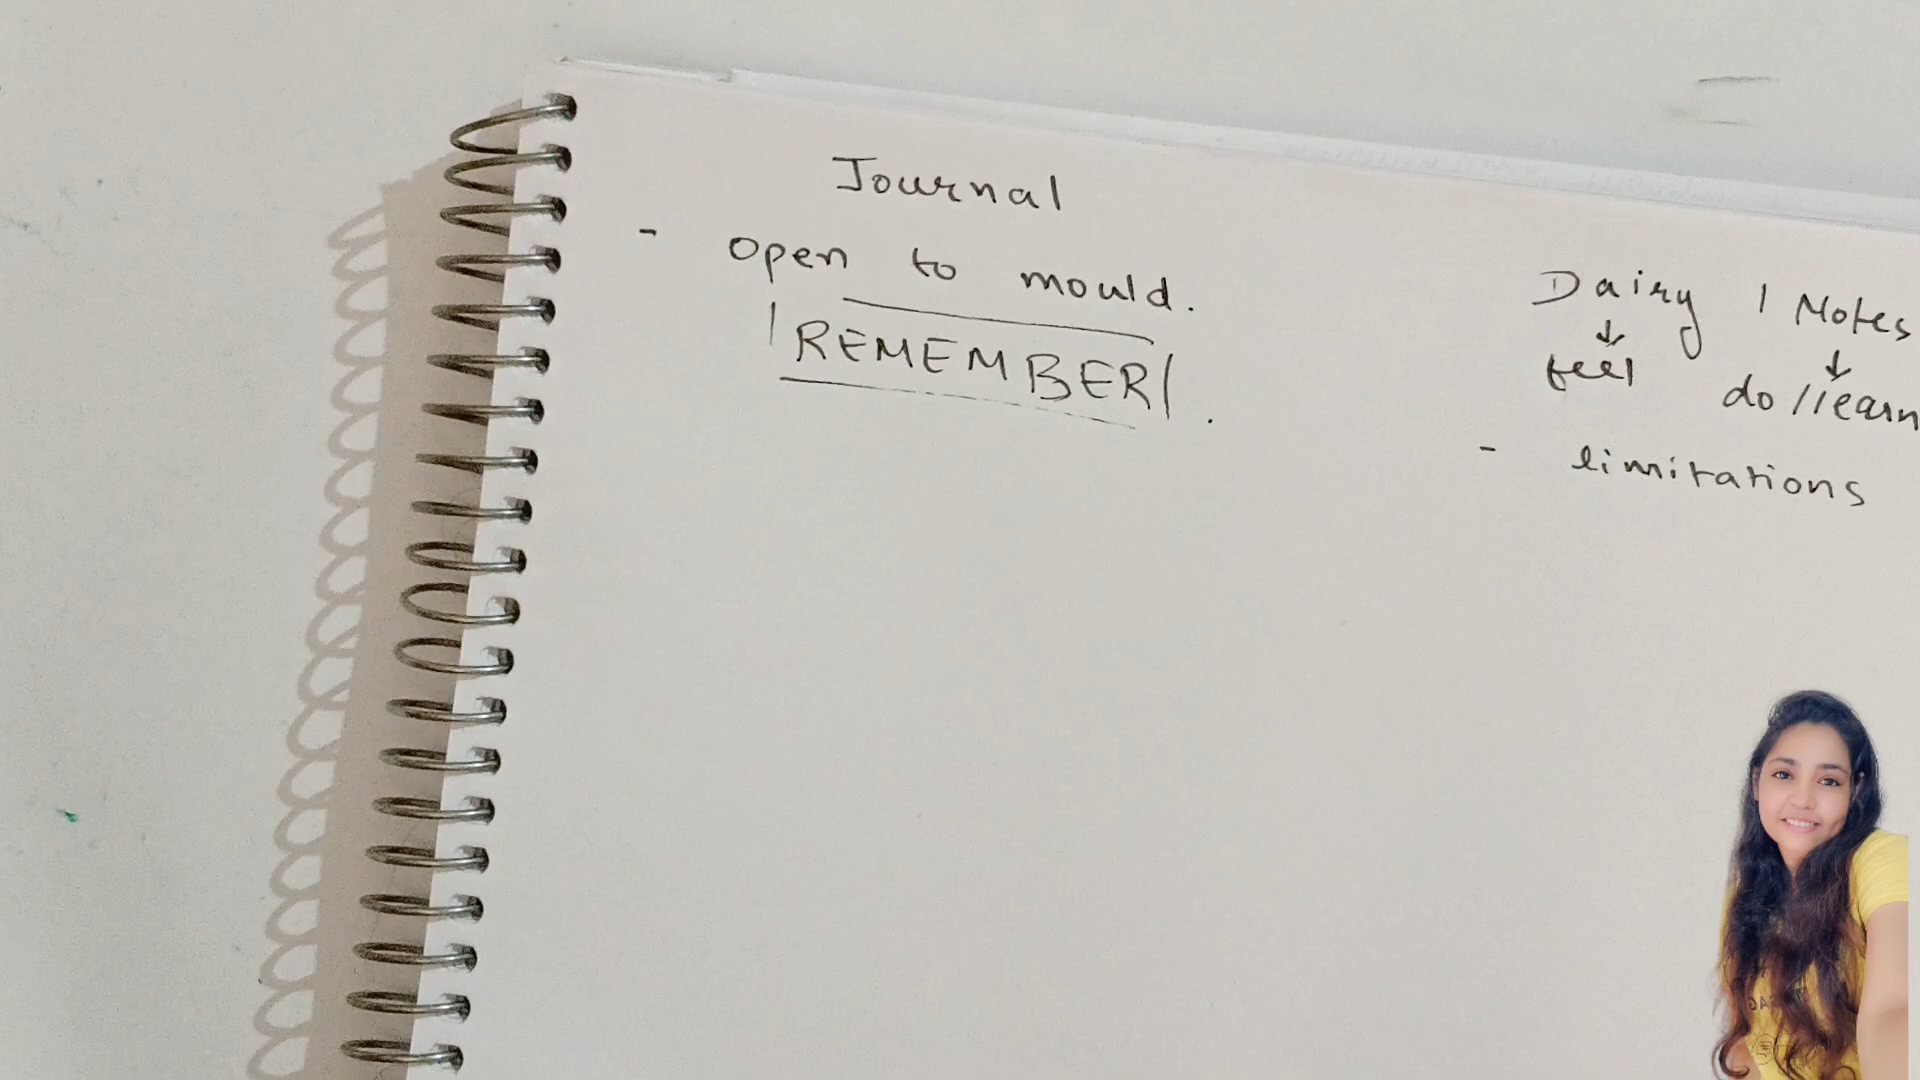 Journal
- open to mould.
|REMEMBER|.
Dairy | Notes
↓ ↓
feel do//learn
- limitations